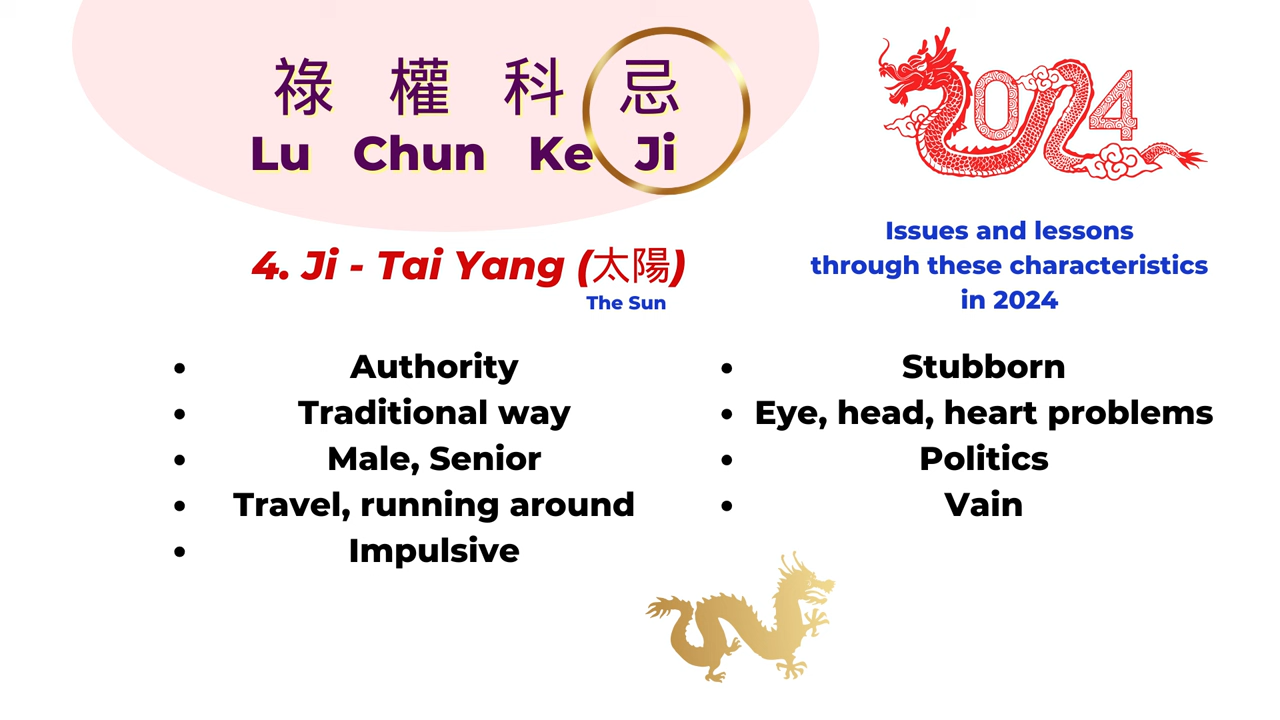 祿 權 科 忌
Lu Chun Ke Ji
2024
4. Ji - Tai Yang (太陽)
The Sun
Issues and lessons
through these characteristics
in 2024
• Authority
• Traditional way
• Male, Senior
• Travel, running around
• Impulsive
• Stubborn
• Eye, head, heart problems
• Politics
• Vain